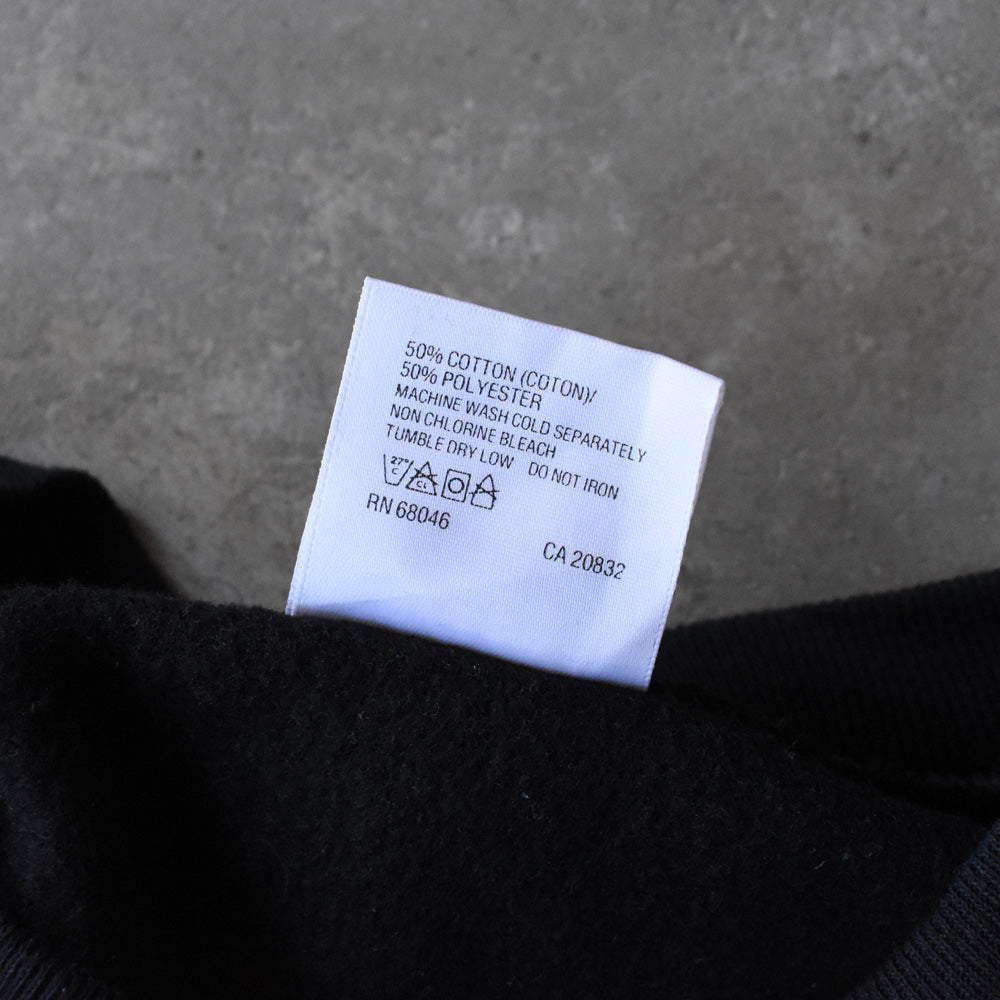 50% COTTON (COTON)/
50% POLYESTER
MACHINE WASH COLD SEPARATELY
NON CHLORINE BLEACH
TUMBLE DRY LOW DO NOT IRON
27° C CL
RN 68046
CA 20832